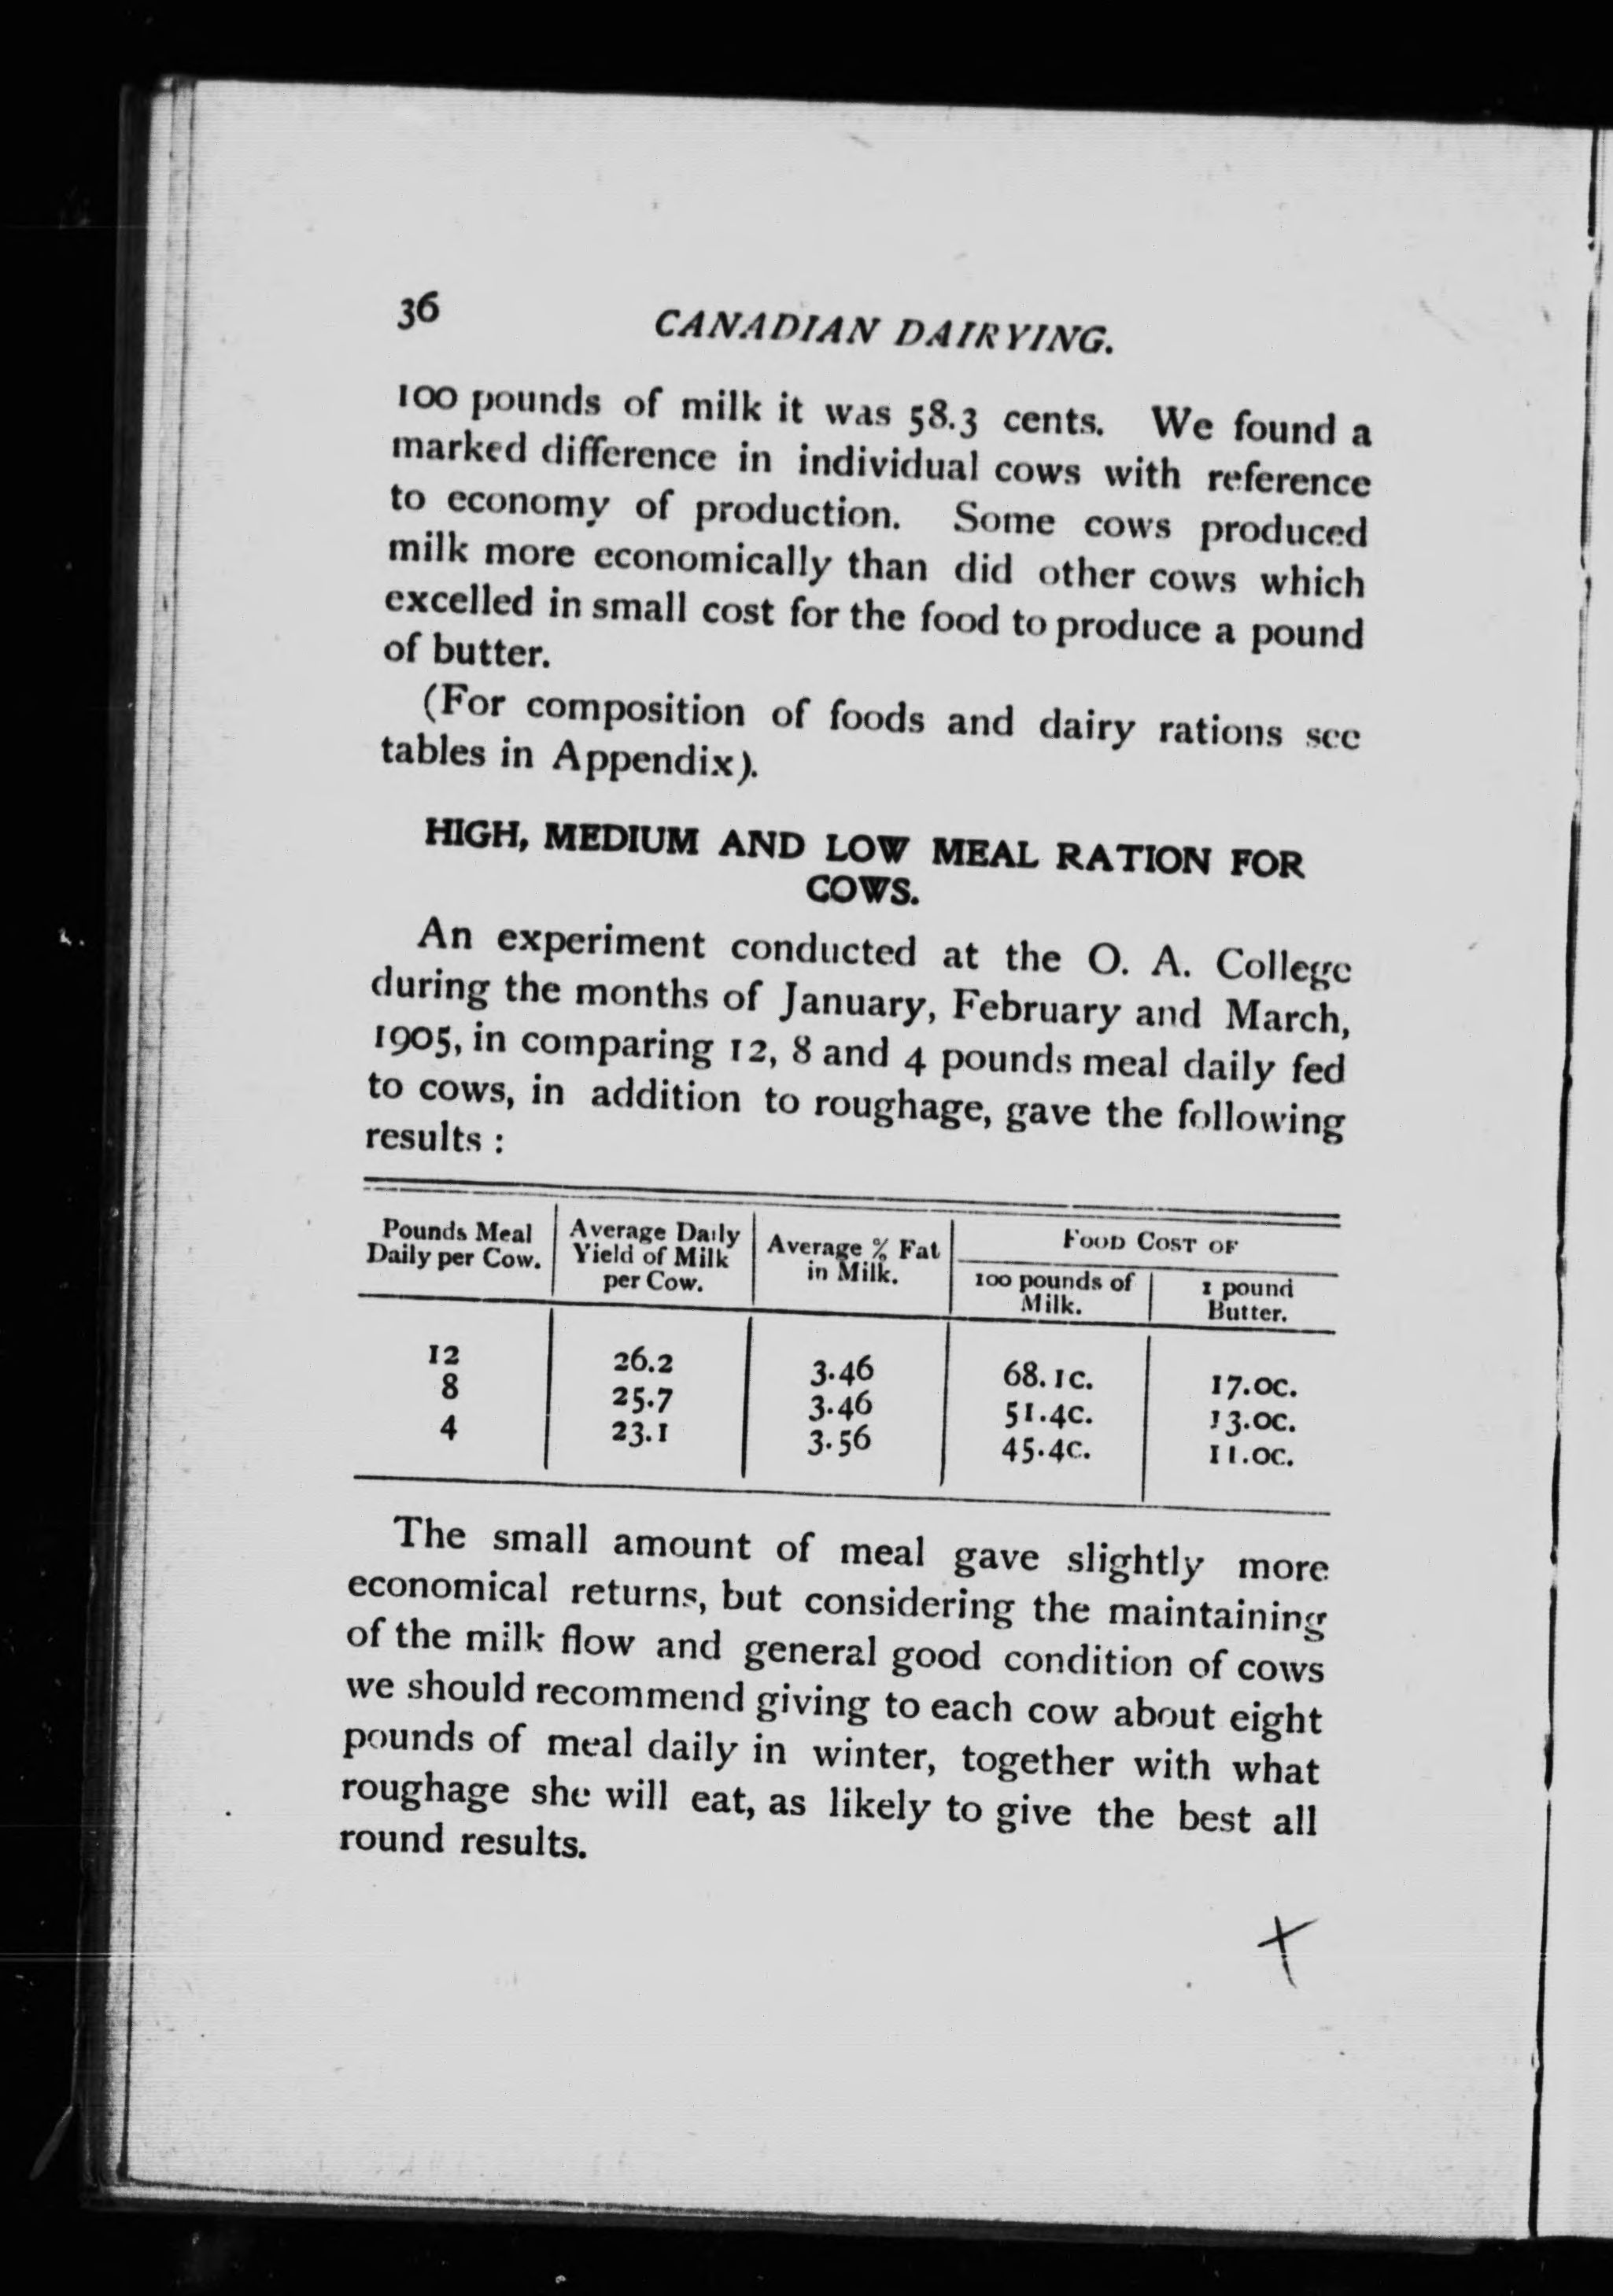 36
CANADIAN DAIRYING.
100 pounds of milk it was 58.3 cents. We found a
marked difference in individual cows with reference
to economy of production. Some cows produced
milk more economically than did other cows which
excelled in small cost for the food to produce a pound
of butter.
(For composition of foods and dairy rations see
tables in Appendix).
HIGH, MEDIUM AND LOW MEAL RATION FOR
COWS.
An experiment conducted at the O. A. College
during the months of January, February and March,
1905, in comparing 12, 8 and 4 pounds meal daily fed
to cows, in addition to roughage, gave the following
results :
Pounds Meal Average Daily Average % Fat FOOD COST OF
Daily per Cow. Yield of Milk in Milk. 100 pounds of 1 pound
per Cow. Milk. Butter.
12 26.2 3.46 68.1c. 17.0c.
8 25.7 3.46 51.4c. 13.0c.
4 23.1 3.56 45.4c. 11.0c.
The small amount of meal gave slightly more
economical returns, but considering the maintaining
of the milk flow and general good condition of cows
we should recommend giving to each cow about eight
pounds of meal daily in winter, together with what
roughage she will eat, as likely to give the best all
round results.